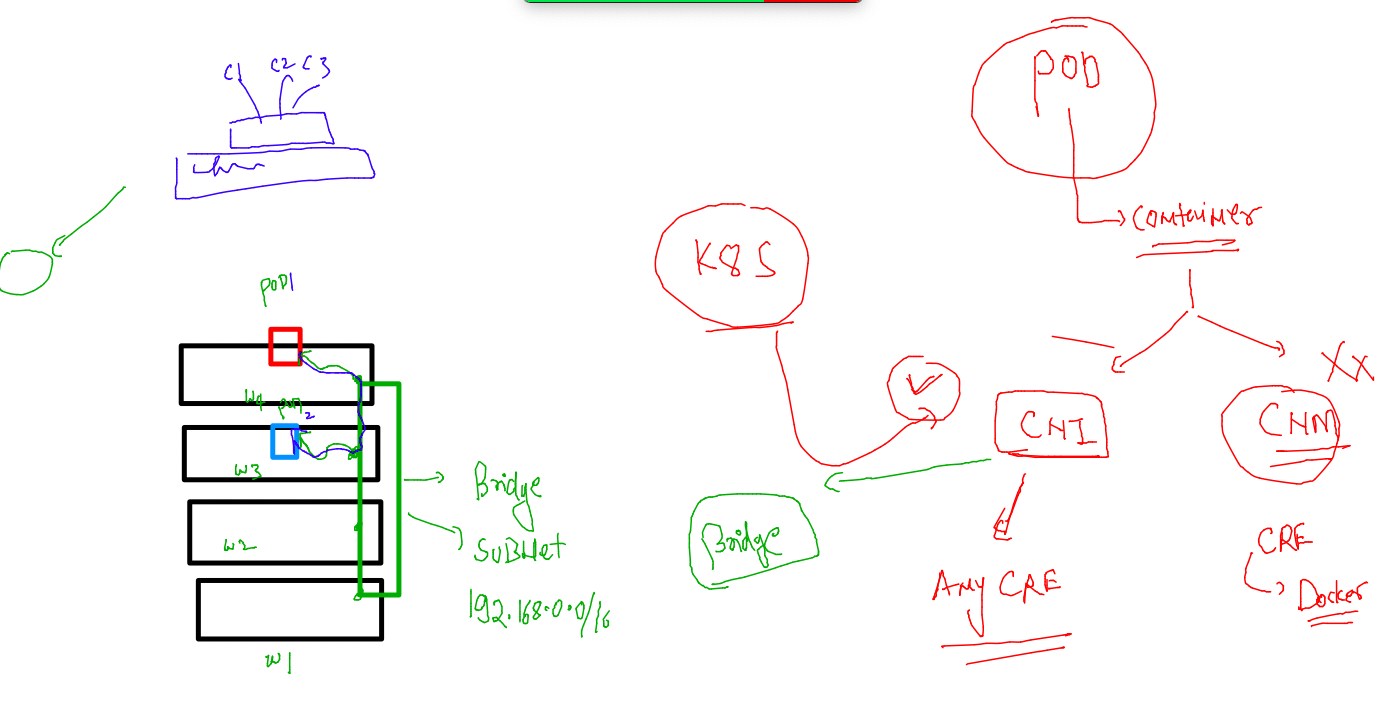 C1 C2 C3
POD1
W4
POD2
W3
W2
W1
Bridge
SUBNet
192.168.0.0/16
K8S
POD
Container
CNI
CNM
XX
Bridge
Any CRE
CRE
Docker